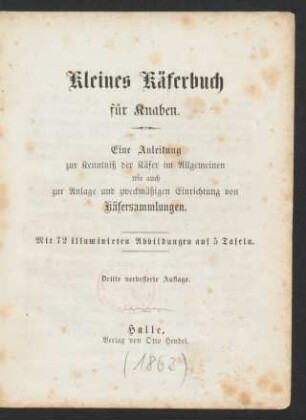 Kleines Käferbuch
für Knaben.
Eine Anleitung
zur Kenntniß der Käfer im Allgemeinen
wie auch
zur Anlage und zweckmäßigen Einrichtung von
Käfersammlungen.
Mit 72 illuminirten Abbildungen auf 5 Tafeln.
Dritte verbesserte Auflage.
Halle,
Verlag von Otto Hendel.
(1863)